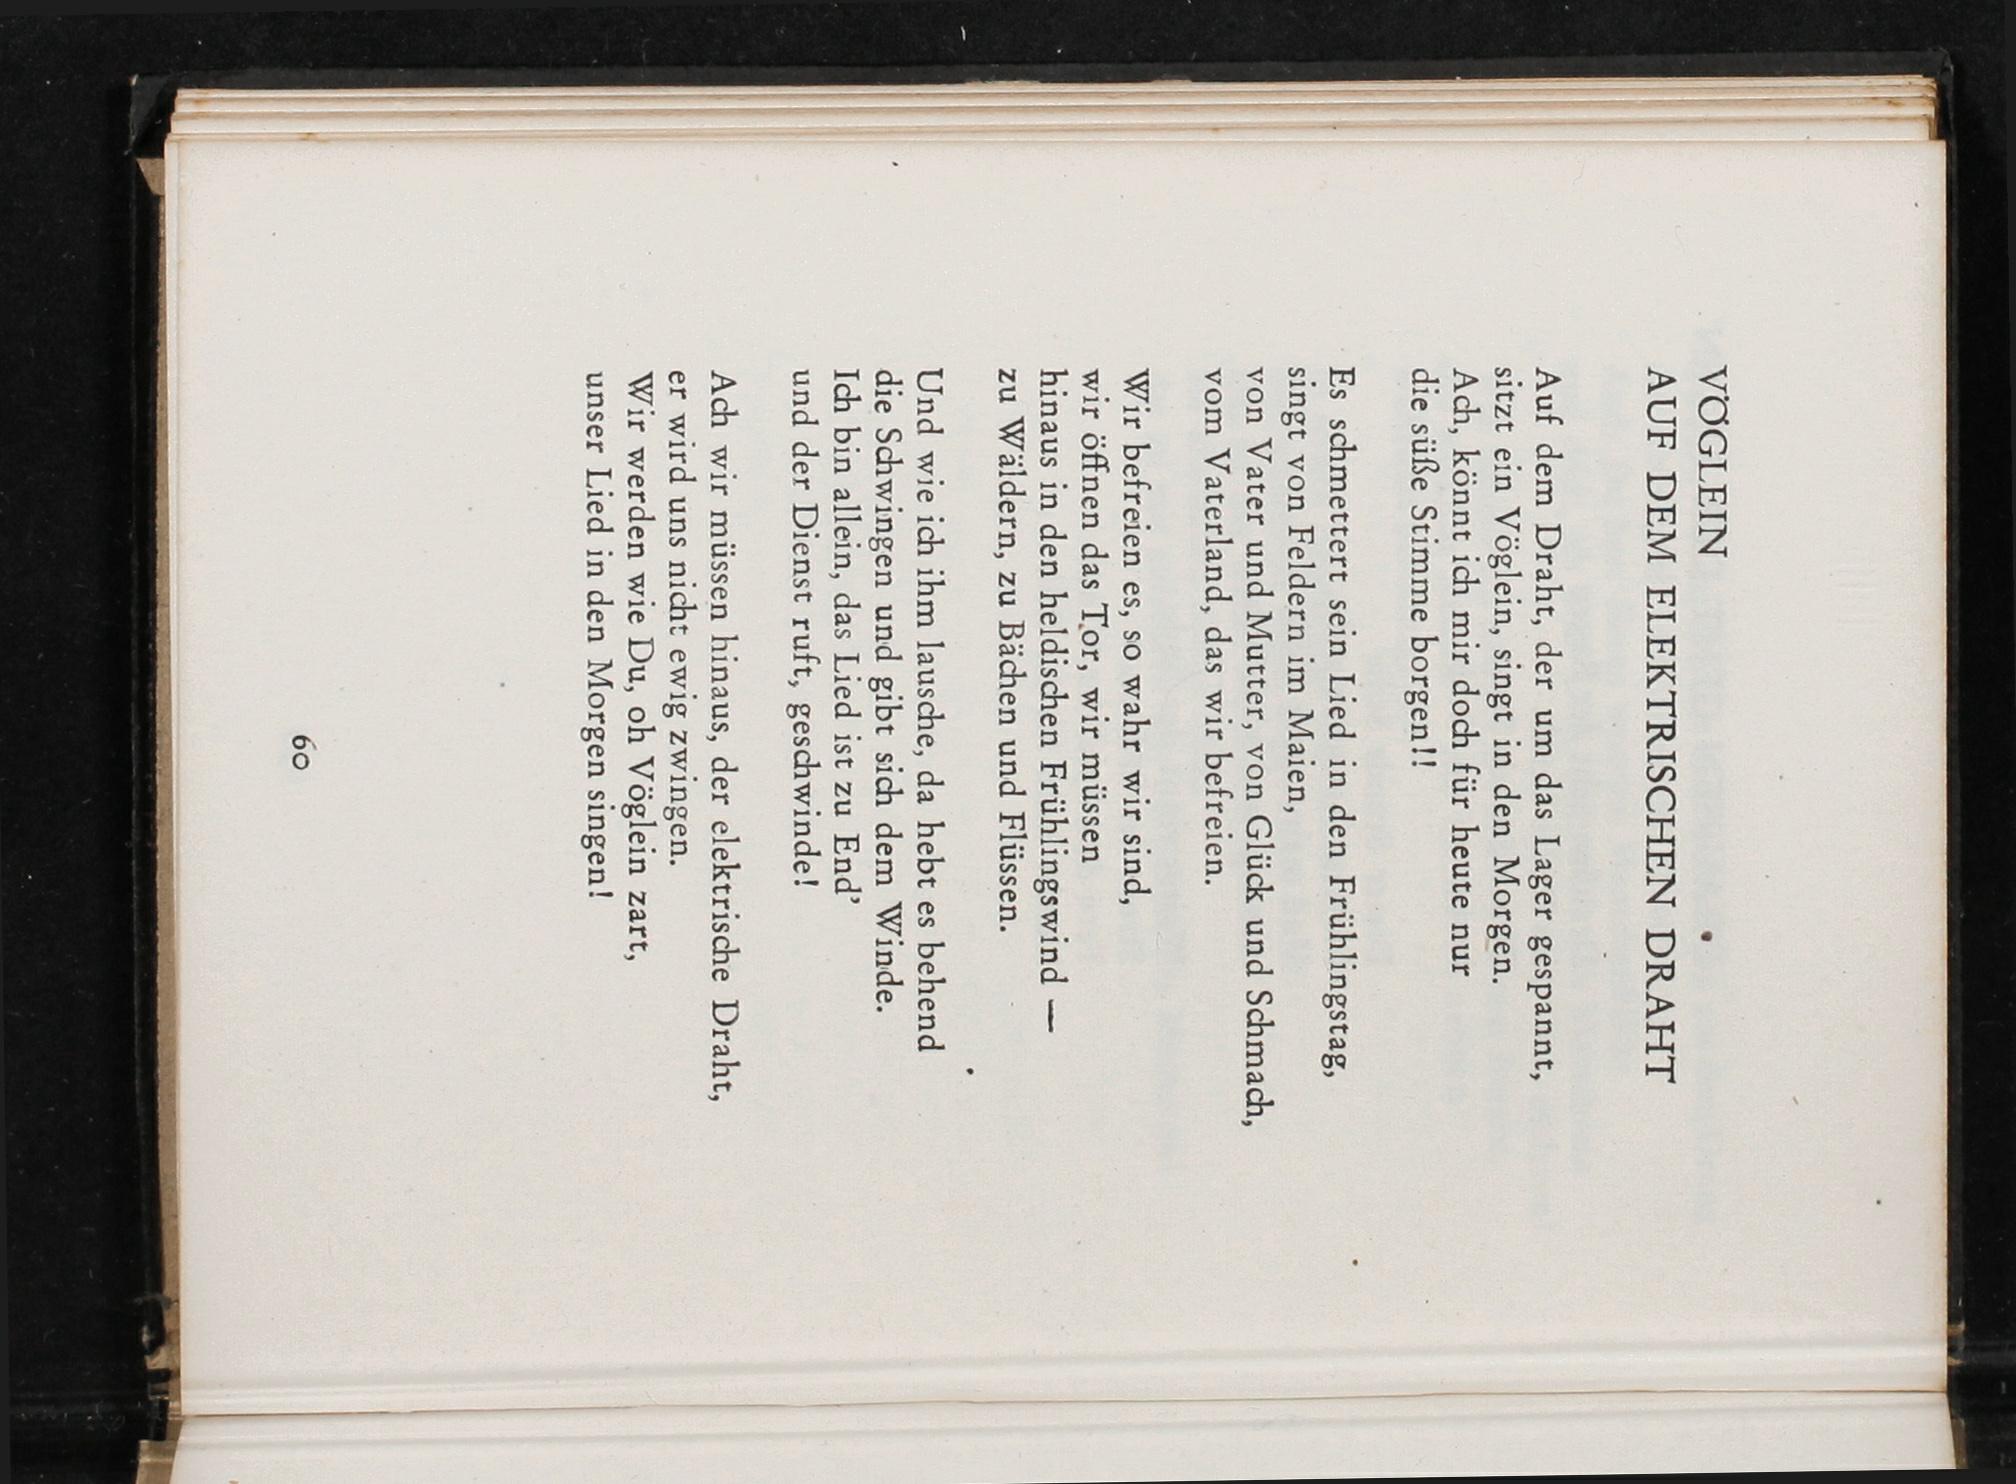 VÖGLEIN
AUF DEM ELEKTRISCHEN DRAHT
Auf dem Draht, der um das Lager gespannt,
sitzt ein Vöglein, singt in den Morgen.
Ach, könnt ich mir doch für heute nur
die süße Stimme borgen!!
Es schmettert sein Lied in den Frühlingstag,
singt von Feldern im Maien,
von Vater und Mutter, von Glück und Schmach,
vom Vaterland, das wir befreien.
Wir befreien es, so wahr wir sind,
wir öffnen das Tor, wir müssen
hinaus in den heldischen Frühlingswind —
zu Wäldern, zu Bächen und Flüssen.
Und wie ich ihm lausche, da hebt es behend
die Schwingen und gibt sich dem Winde.
Ich bin allein, das Lied ist zu End’
und der Dienst ruft, geschwinde!
Ach wir müssen hinaus, der elektrische Draht,
er wird uns nicht ewig zwingen.
Wir werden wie Du, oh Vöglein zart,
unser Lied in den Morgen singen!
60